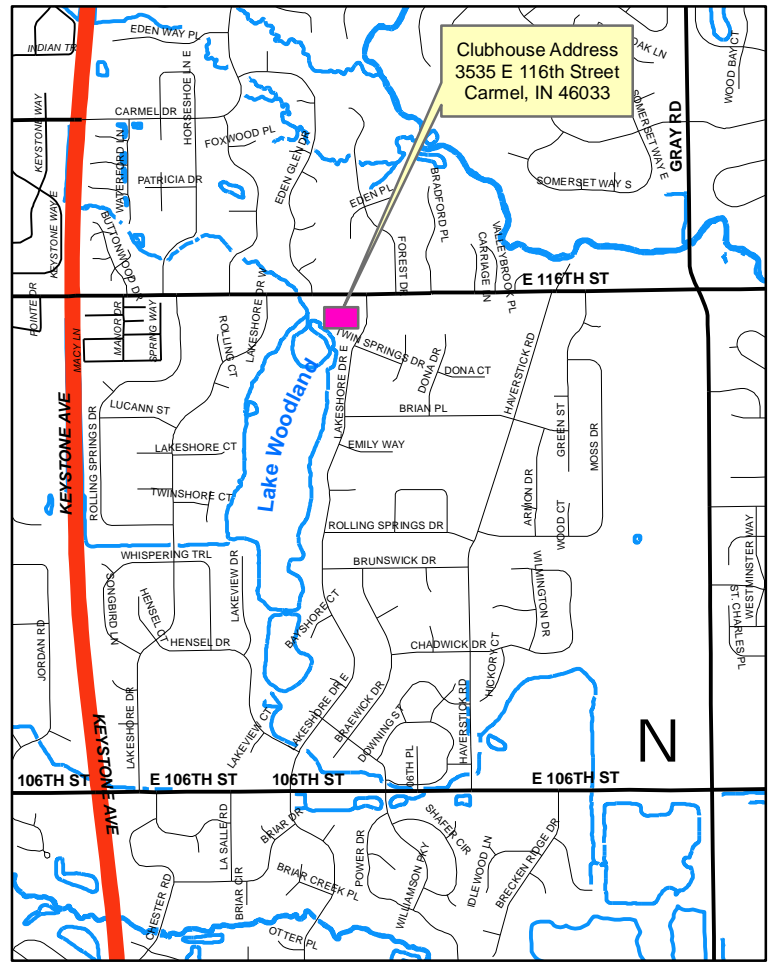 EDEN WAY PL
INDIAN TR
OAK LN
WOOD BAY CT
Clubhouse Address
3535 E 116th Street
Carmel, IN 46033
HORSESHOE LN E
KEYSTONE WAY
CARMEL DR
WATERFORD LN
FOXWOOD PL
EDEN GLEN DR
SOMERSET WAY E
GRAY RD
PATRICIA DR
EDEN PL
BRADFORD PL
SOMERSET WAY S
KEYSTONE WAY E
BUTTONWOOD DR
FOREST DR
CARRIAGE LN
VALLEYBROOK PL
E 116TH ST
POINTE DR
MACY LN
MANOR DR
SPRING WAY
ROLLING CT
LAKESHORE DR W
TWIN SPRINGS DR
DONA DR
DONA CT
HAVERSTICK RD
LAKESHORE DR E
BRIAN PL
KEYSTONE AVE
ROLLING SPRINGS DR
LUCANN ST
LAKESHORE CT
Lake Woodland
EMILY WAY
GREEN ST
MOSS DR
TWINSHORE CT
ARMON DR
WOOD CT
ROLLING SPRINGS DR
WHISPERING TRL
LAKEVIEW DR
BRUNSWICK DR
WILMINGTON DR
WESTMINSTER WAY
ST. CHARLES PL
JORDAN RD
SONGBIRD LN
HENSEL CT
HENSEL DR
BAYSHORE CT
CHADWICK DR
HICKORY CT
LAKESHORE DR
LAKEVIEW CT
LAKESHORE DR E
BRAEWICK DR
DOWNING ST
HAVERSTICK RD
N
KEYSTONE AVE
106TH ST
E 106TH ST
106TH ST
106TH PL
E 106TH ST
LA SALLE RD
BRIAR DR
POWER DR
SHAFER CIR
WILLIAMSON PKY
IDLEWOOD LN
BRECKEN RIDGE DR
CHESTER RD
BRIAR CIR
BRIAR CREEK PL
OTTER PL